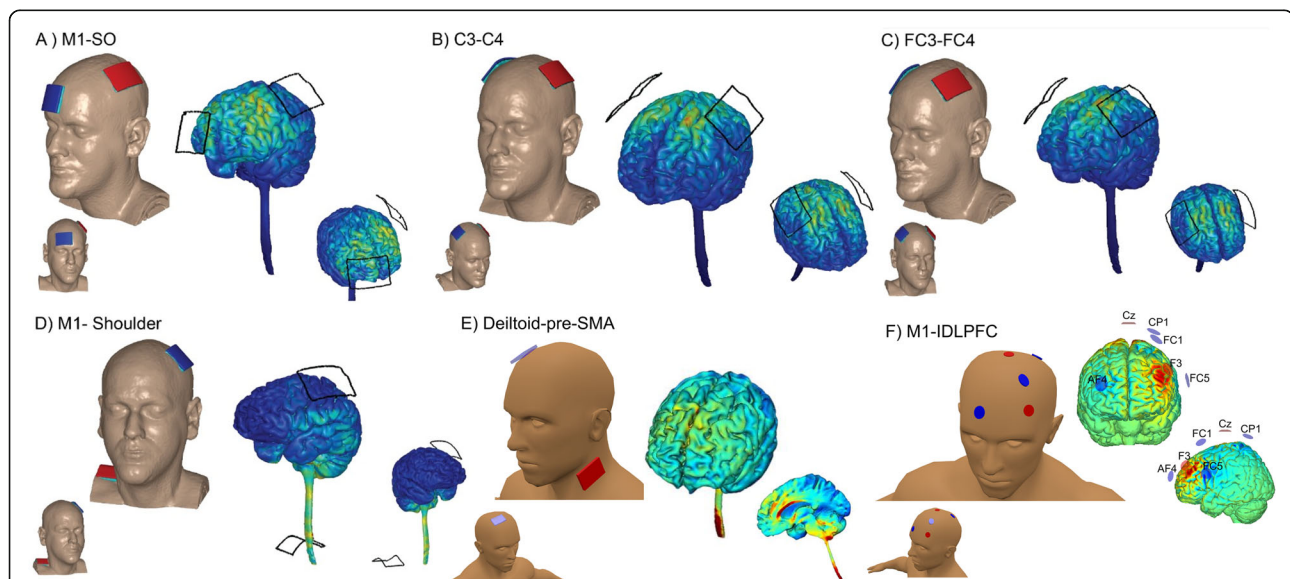 A ) M1-SO
B) C3-C4
C) FC3-FC4
D) M1- Shoulder
E) Deiltoid-pre-SMA
F) M1-IDLPFC
Cz
CP1
FC1
F3
AF4
FC5
Cz
FC1
CP1
F3
FC5
AF4